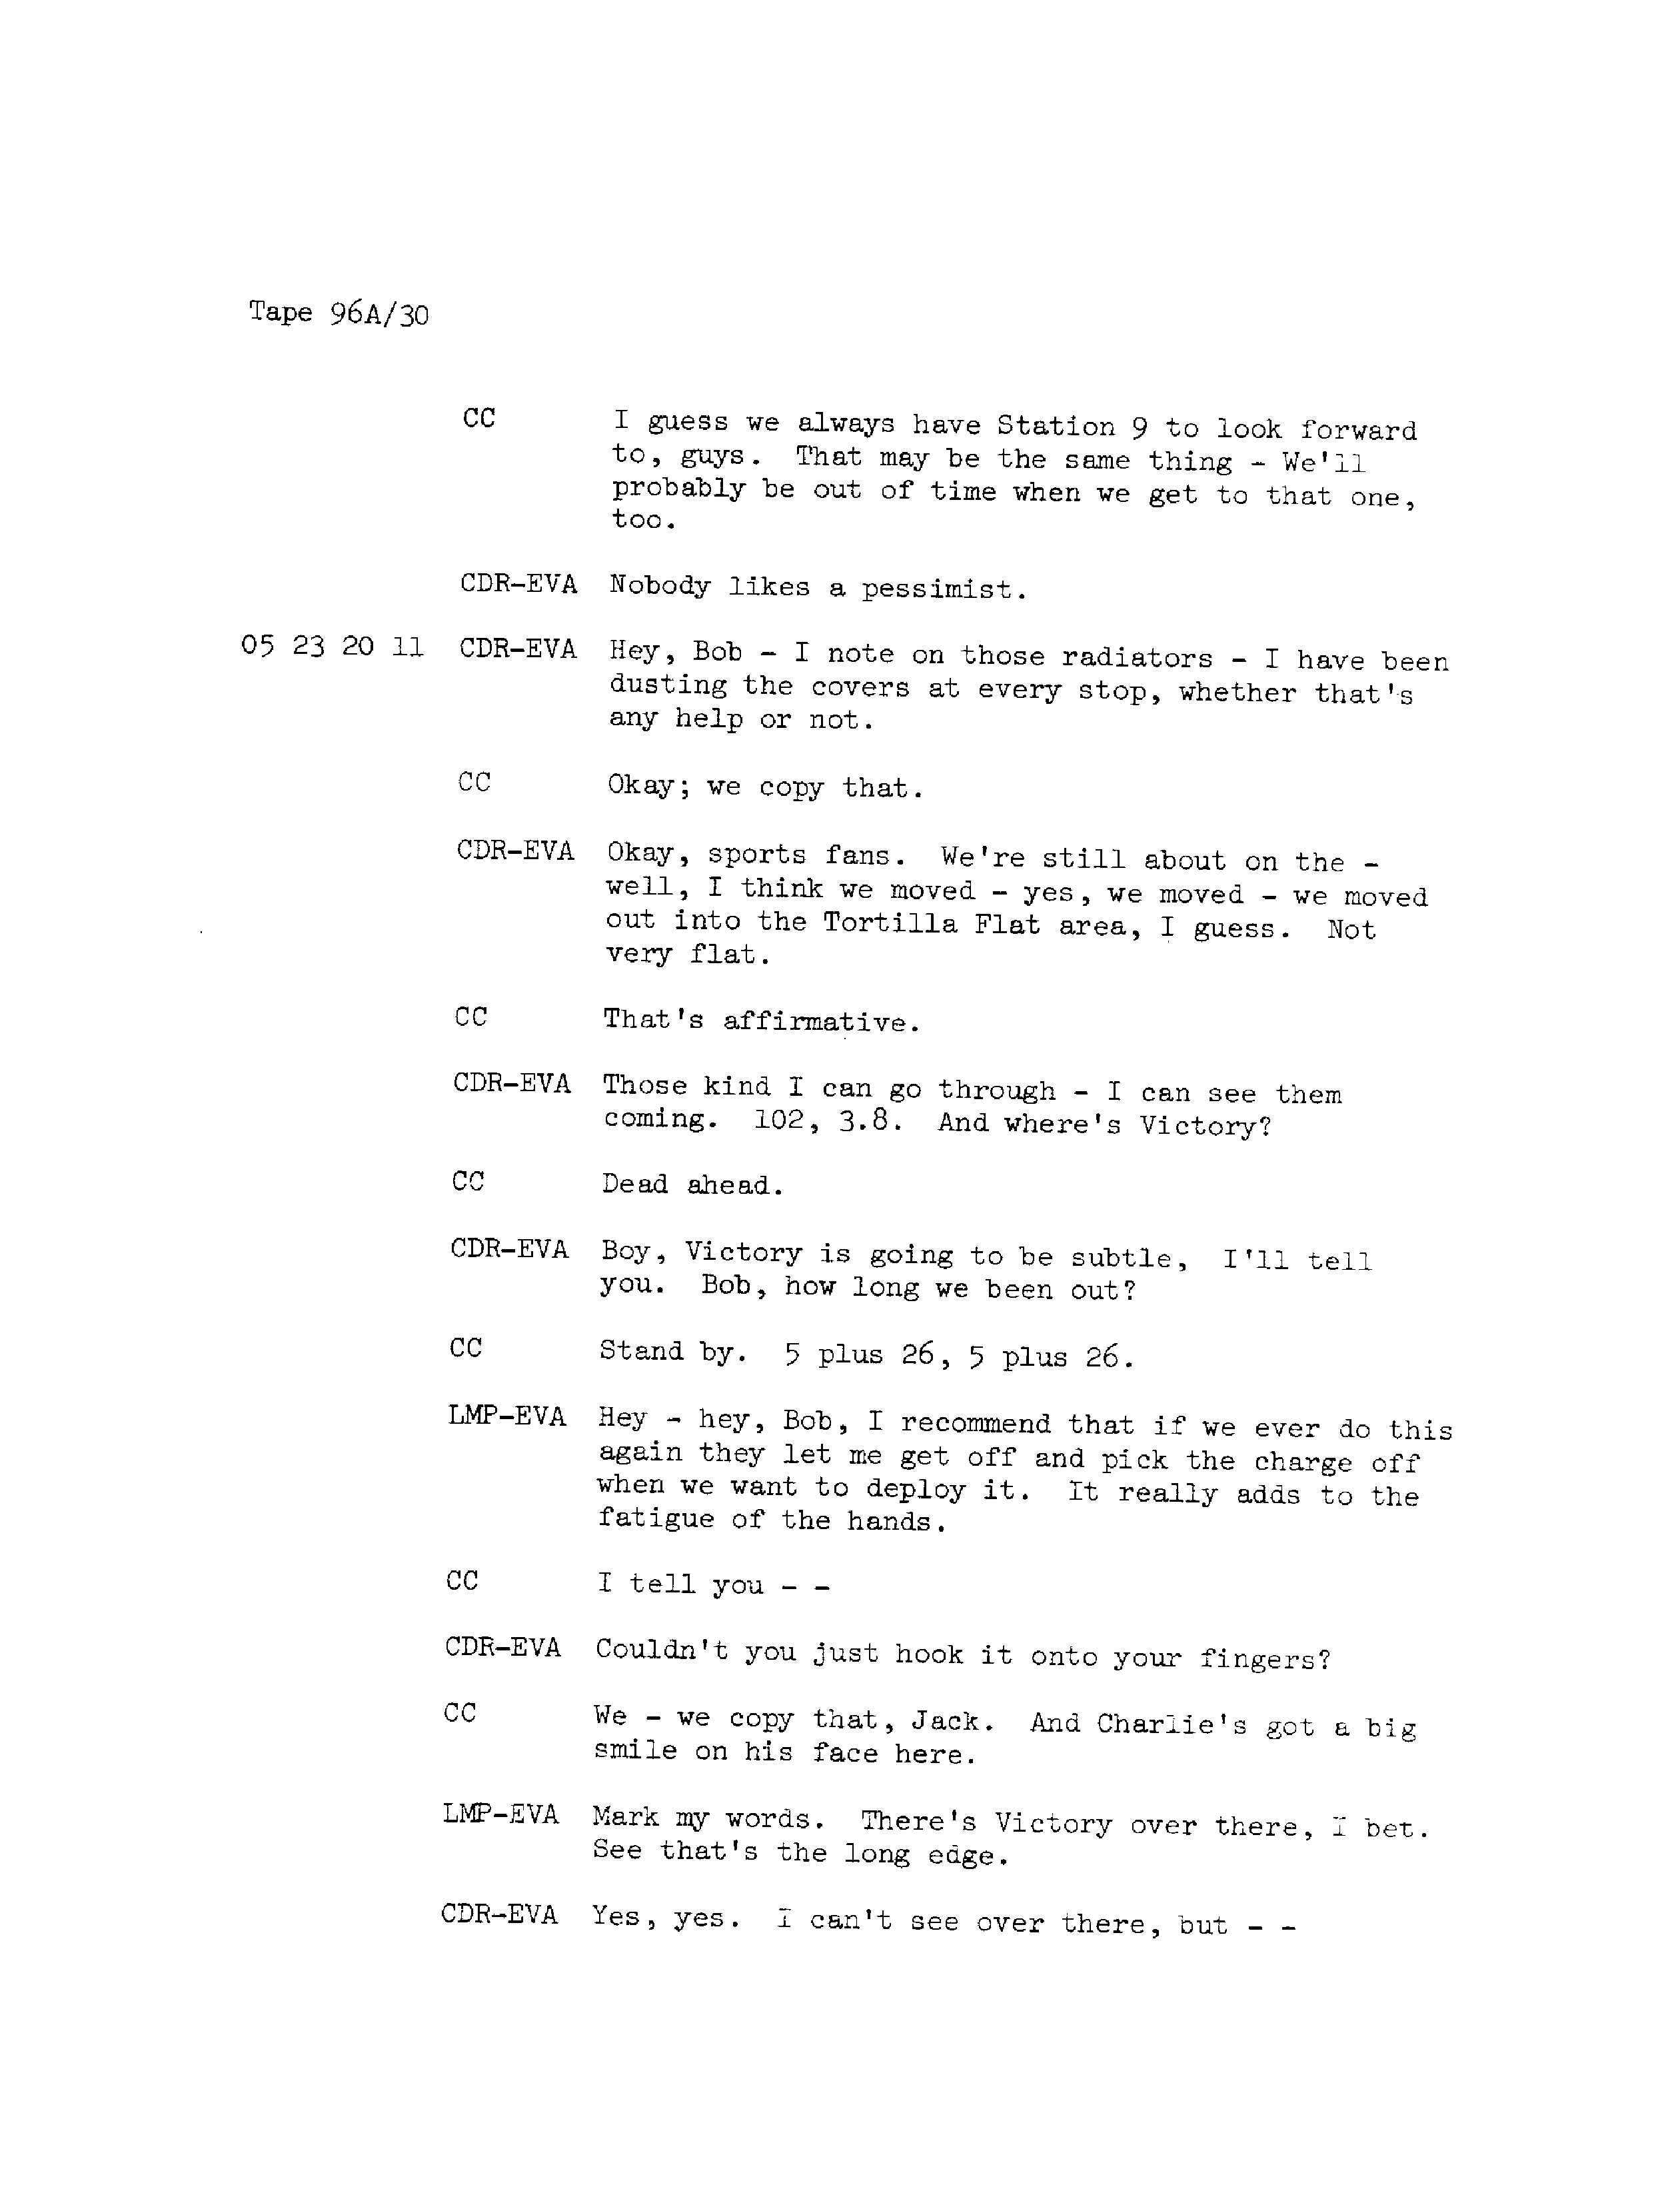 Tape 96A/30
CC I guess we always have Station 9 to look forward
to, guys. That may be the same thing - We'll
probably be out of time when we get to that one,
too.
CDR-EVA Nobody likes a pessimist.
05 23 20 11 CDR-EVA Hey, Bob - I note on those radiators - I have been
dusting the covers at every stop, whether that's
any help or not.
CC Okay; we copy that.
CDR-EVA Okay, sports fans. We're still about on the -
well, I think we moved - yes, we moved - we moved
out into the Tortilla Flat area, I guess. Not
very flat.
CC That's affirmative.
CDR-EVA Those kind I can go through - I can see them
coming. 102, 3.8. And where's Victory?
CC Dead ahead.
CDR-EVA Boy, Victory is going to be subtle, I'll tell
you. Bob, how long we been out?
CC Stand by. 5 plus 26, 5 plus 26.
LMP-EVA Hey - hey, Bob, I recommend that if we ever do this
again they let me get off and pick the charge off
when we want to deploy it. It really adds to the
fatigue of the hands.
CC I tell you - -
CDR-EVA Couldn't you just hook it onto your fingers?
CC We - we copy that, Jack. And Charlie's got a big
smile on his face here.
LMP-EVA Mark my words. There's Victory over there, I bet.
See that's the long edge.
CDR-EVA Yes, yes. I can't see over there, but - -